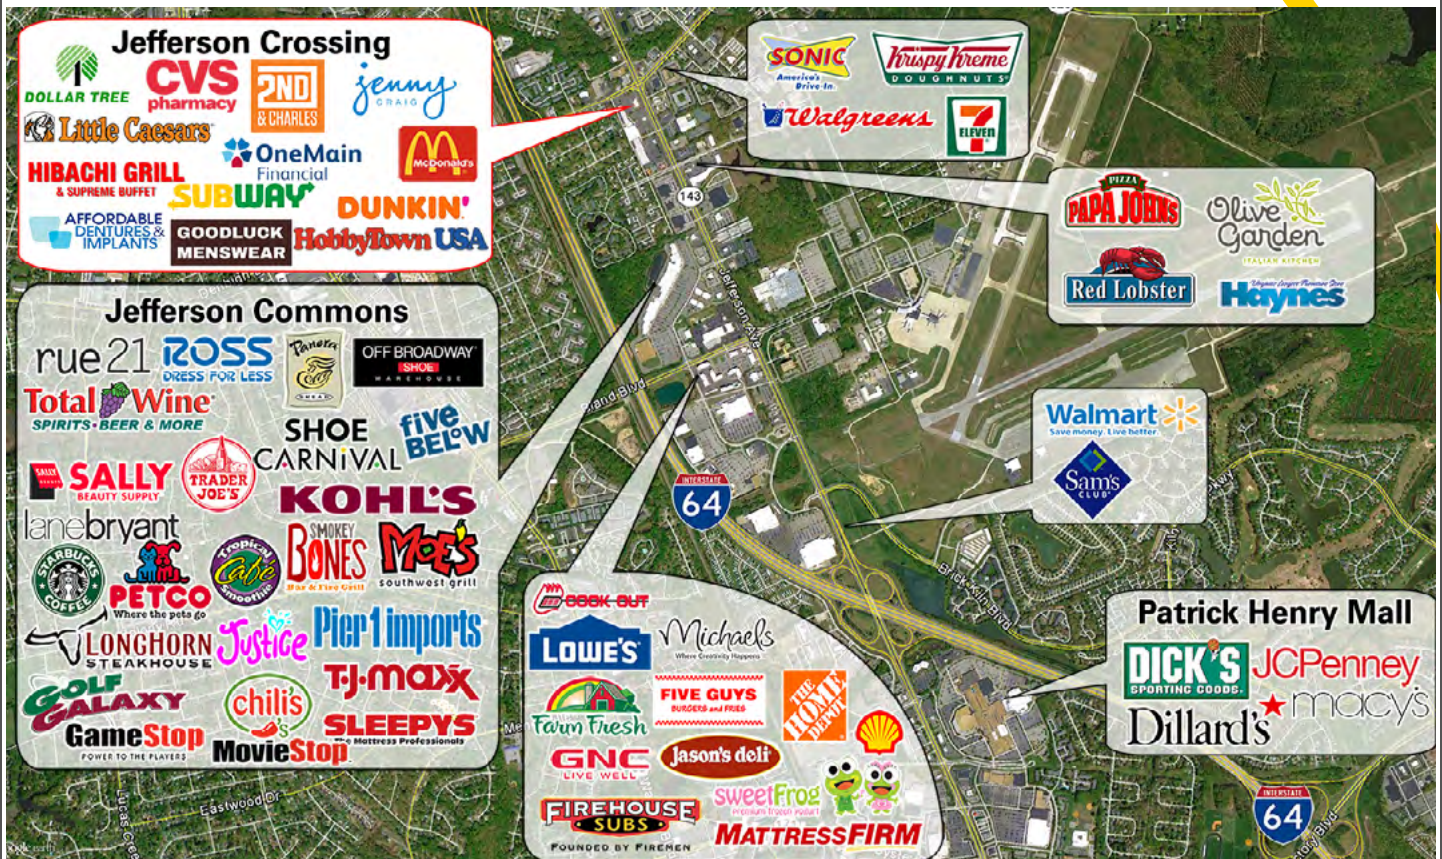 Jefferson Crossing
DOLLAR TREE
CVS
pharmacy
2ND
& CHARLES
jenny
CRAIG
Little Caesars
OneMain
Financial
McDonald's
HIBACHI GRILL
& SUPREME BUFFET
SUBWAY
DUNKIN'
AFFORDABLE
DENTURES &
IMPLANTS
GOODLUCK
MENSWEAR
HobbyTown USA
SONIC
America's
Drive-In
Krispy Kreme
DOUGHNUTS
Walgreens
7
ELEVEN
PIZZA
PAPA JOHN'S
Olive
Garden
ITALIAN KITCHEN
Red Lobster
Haynes
143
Jefferson Ave
Brand Blvd
Jefferson Commons
rue21
ROSS
DRESS FOR LESS
Panera
BREAD
OFF BROADWAY
SHOE
WAREHOUSE
Total Wine
SPIRITS • BEER & MORE
SHOE
CARNiVAL
five
BELOW
SALLY
BEAUTY SUPPLY
TRADER
JOE'S
KOHL'S
lanebryant
STARBUCKS
COFFEE
PETCO
Where the pets go
Tropical
Cafe
Smoothie
SMOKEY
BONES
Bar & Fire Grill
MOE'S
southwest grill
LONGHORN
STEAKHOUSE
Justice
Pier 1 imports
GOLF
GALAXY
chili's
T.J.maxx
GameStop
POWER TO THE PLAYERS
MovieStop
SLEEPYS
The Mattress Professionals
Walmart
Save money. Live better.
Sam's
CLUB
INTERSTATE
64
Brick Kiln Blvd
COOK OUT
LOWE'S
Michaels
Where Creativity Happens
Farm Fresh
FIVE GUYS
BURGERS and FRIES
THE
HOME
DEPOT
GNC
LIVE WELL
Jason's deli
sweetFrog
premium frozen yogurt
FIREHOUSE
SUBS
FOUNDED BY FIREMEN
MATTRESSFIRM
Patrick Henry Mall
DICK'S
SPORTING GOODS
JCPenney
Dillard's
macy's
INTERSTATE
64
Eastwood Dr